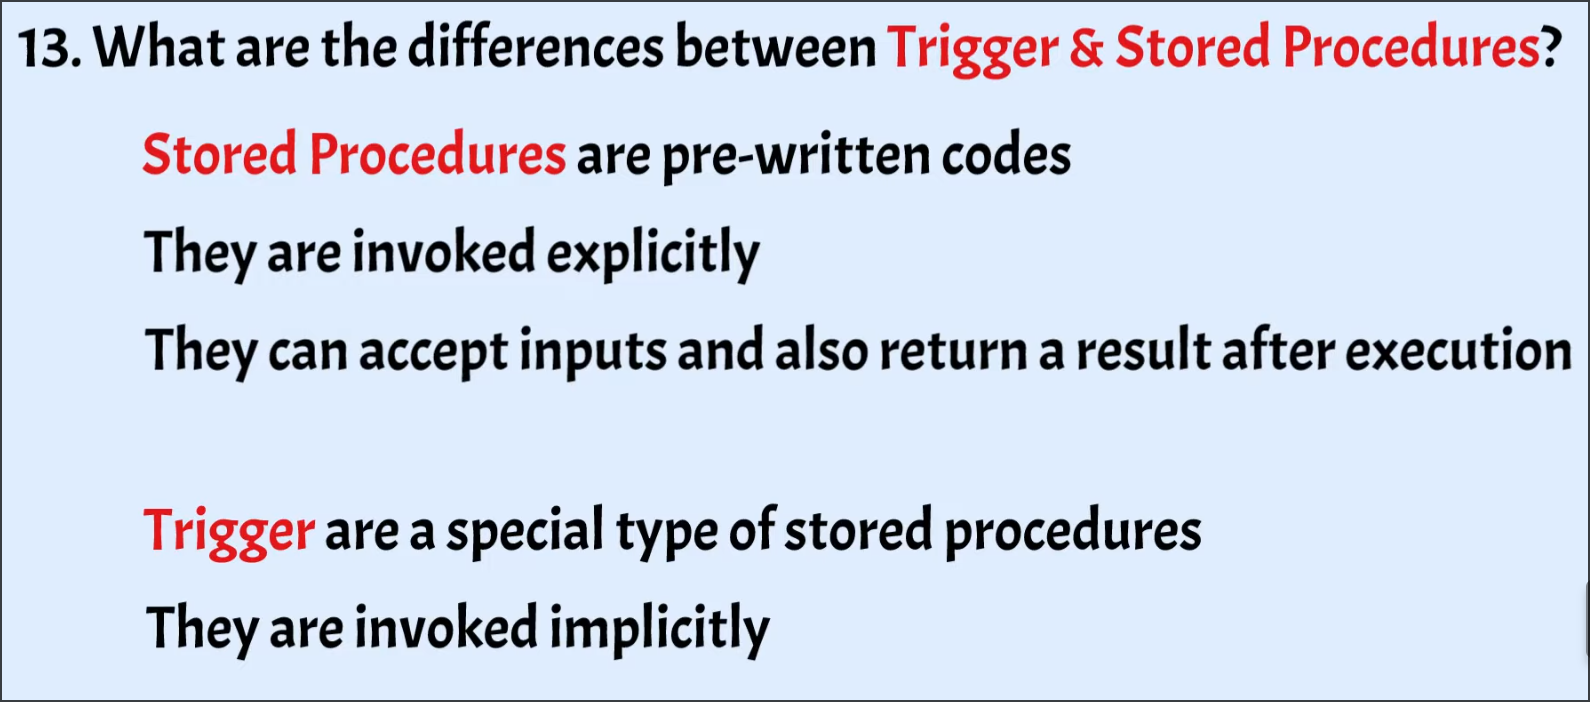 13. What are the differences between Trigger & Stored Procedures?
Stored Procedures are pre-written codes
They are invoked explicitly
They can accept inputs and also return a result after execution
Trigger are a special type of stored procedures
They are invoked implicitly